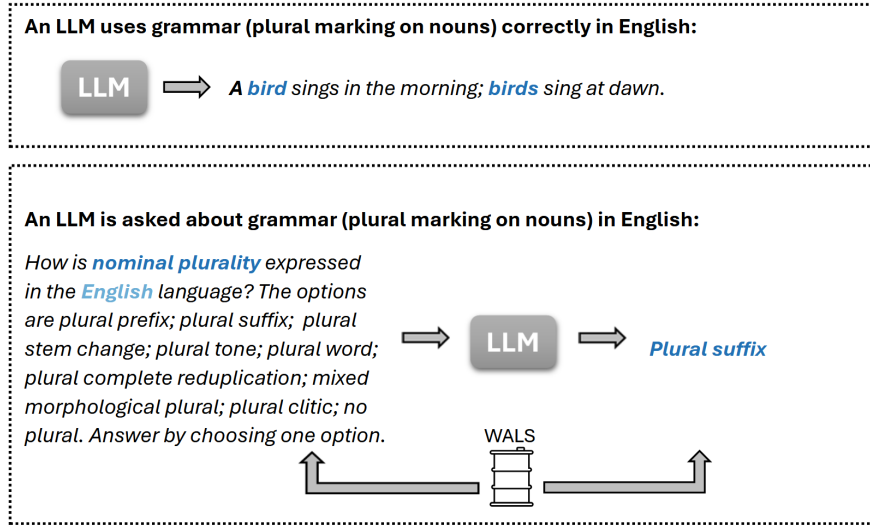 An LLM uses grammar (plural marking on nouns) correctly in English:
LLM
A bird sings in the morning; birds sing at dawn.
An LLM is asked about grammar (plural marking on nouns) in English:
How is nominal plurality expressed
in the English language? The options
are plural prefix; plural suffix; plural
stem change; plural tone; plural word;
plural complete reduplication; mixed
morphological plural; plural clitic; no
plural. Answer by choosing one option.
LLM
Plural suffix
WALS